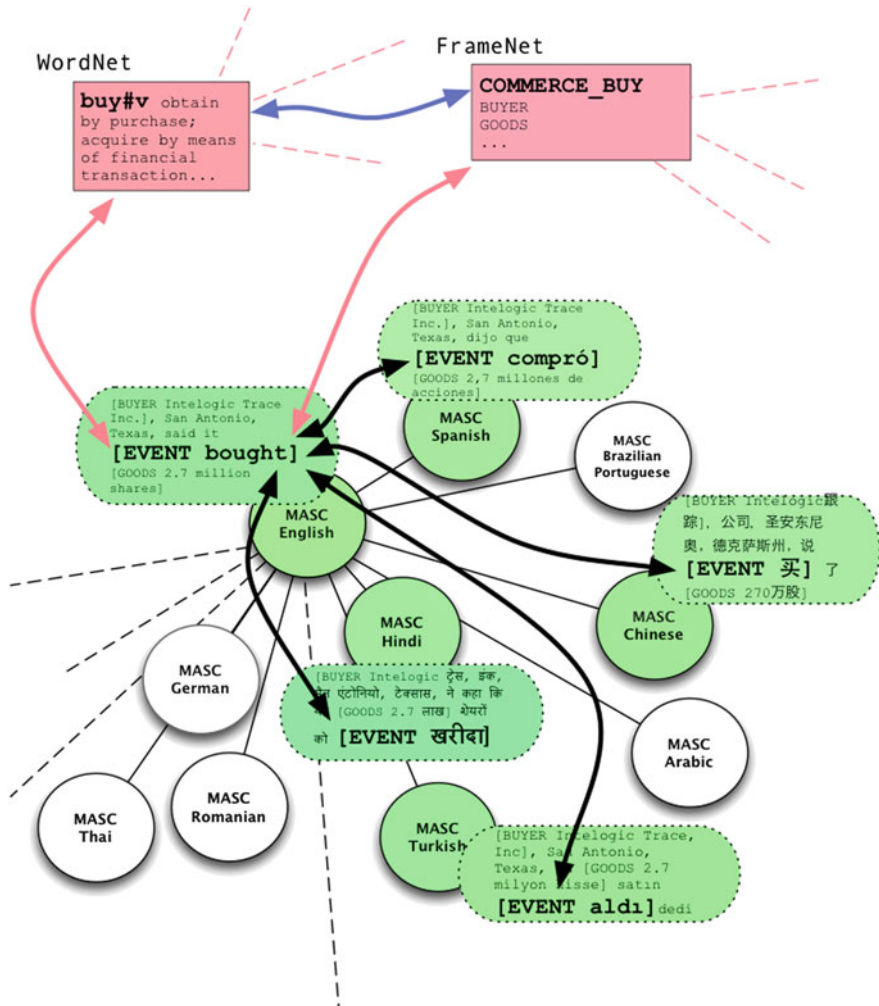 WordNet
FrameNet
buy#v obtain
by purchase;
acquire by means
of financial
transaction...
COMMERCE_BUY
BUYER
GOODS
...
[BUYER Intelogic Trace
Inc.], San Antonio,
Texas, dijo que
[EVENT compró]
[GOODS 2,7 millones de
acciones]
[BUYER Intelogic Trace
Inc.], San Antonio,
Texas, said it
[EVENT bought]
[GOODS 2.7 million
shares]
MASC
Spanish
MASC
Brazilian
Portuguese
MASC
English
[BUYER Intelogic跟
踪], 公司, 圣安东尼
奥, 德克萨斯州, 说
[EVENT 买] 了
[GOODS 270万股]
MASC
Chinese
MASC
Hindi
MASC
German
[BUYER Intelogic ट्रेस, इंक,
एंटोनियो, टेक्सास, ने कहा कि
[GOODS 2.7 लाख] शेयरों
को [EVENT खरीदा]
MASC
Arabic
MASC
Thai
MASC
Romanian
MASC
Turkish
[BUYER Intelogic Trace,
Inc], San Antonio,
Texas, [GOODS 2.7
milyon hisse] satın
[EVENT aldı] dedi